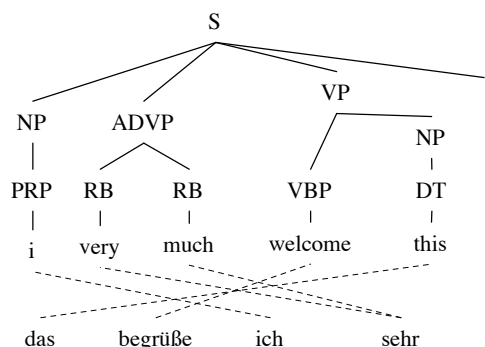 S
VP
NP ADVP
NP
PRP RB RB VBP DT
i very much welcome this
das begrüße ich sehr